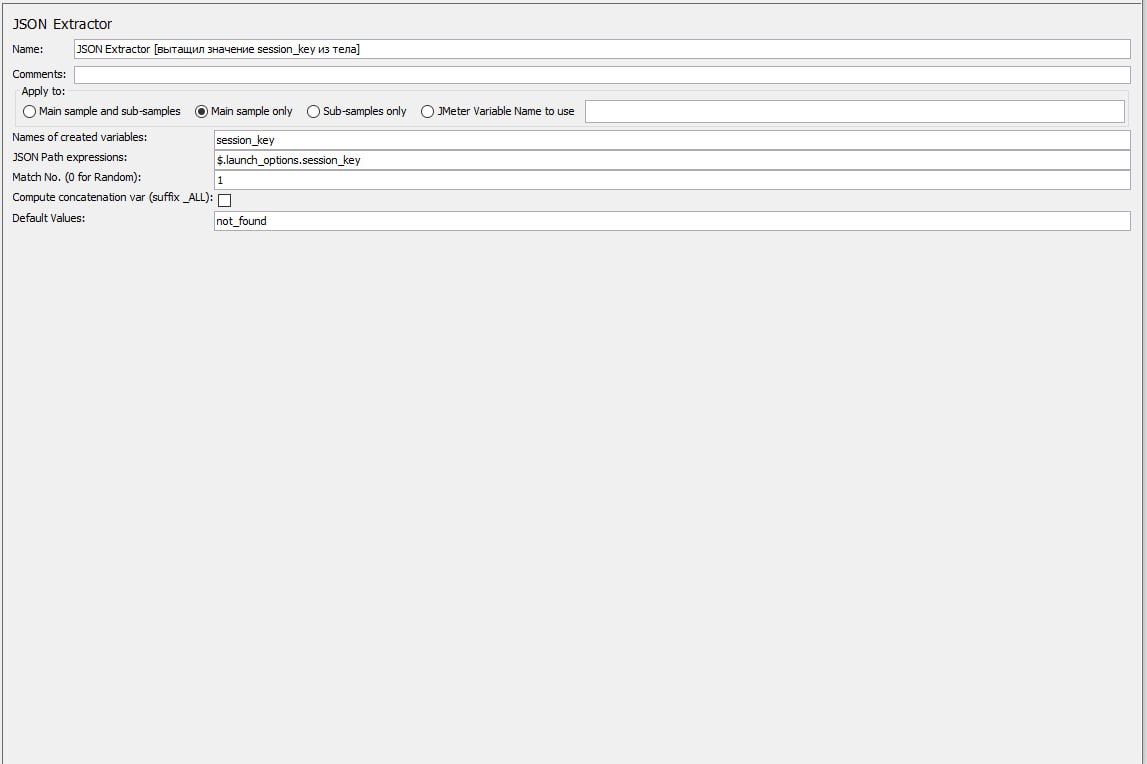 JSON Extractor
Name: JSON Extractor [вытащил значение session_key из тела]
Comments:
Apply to:
Main sample and sub-samples Main sample only Sub-samples only JMeter Variable Name to use
Names of created variables: session_key
JSON Path expressions: $.launch_options.session_key
Match No. (0 for Random): 1
Compute concatenation var (suffix _ALL):
Default Values: not_found